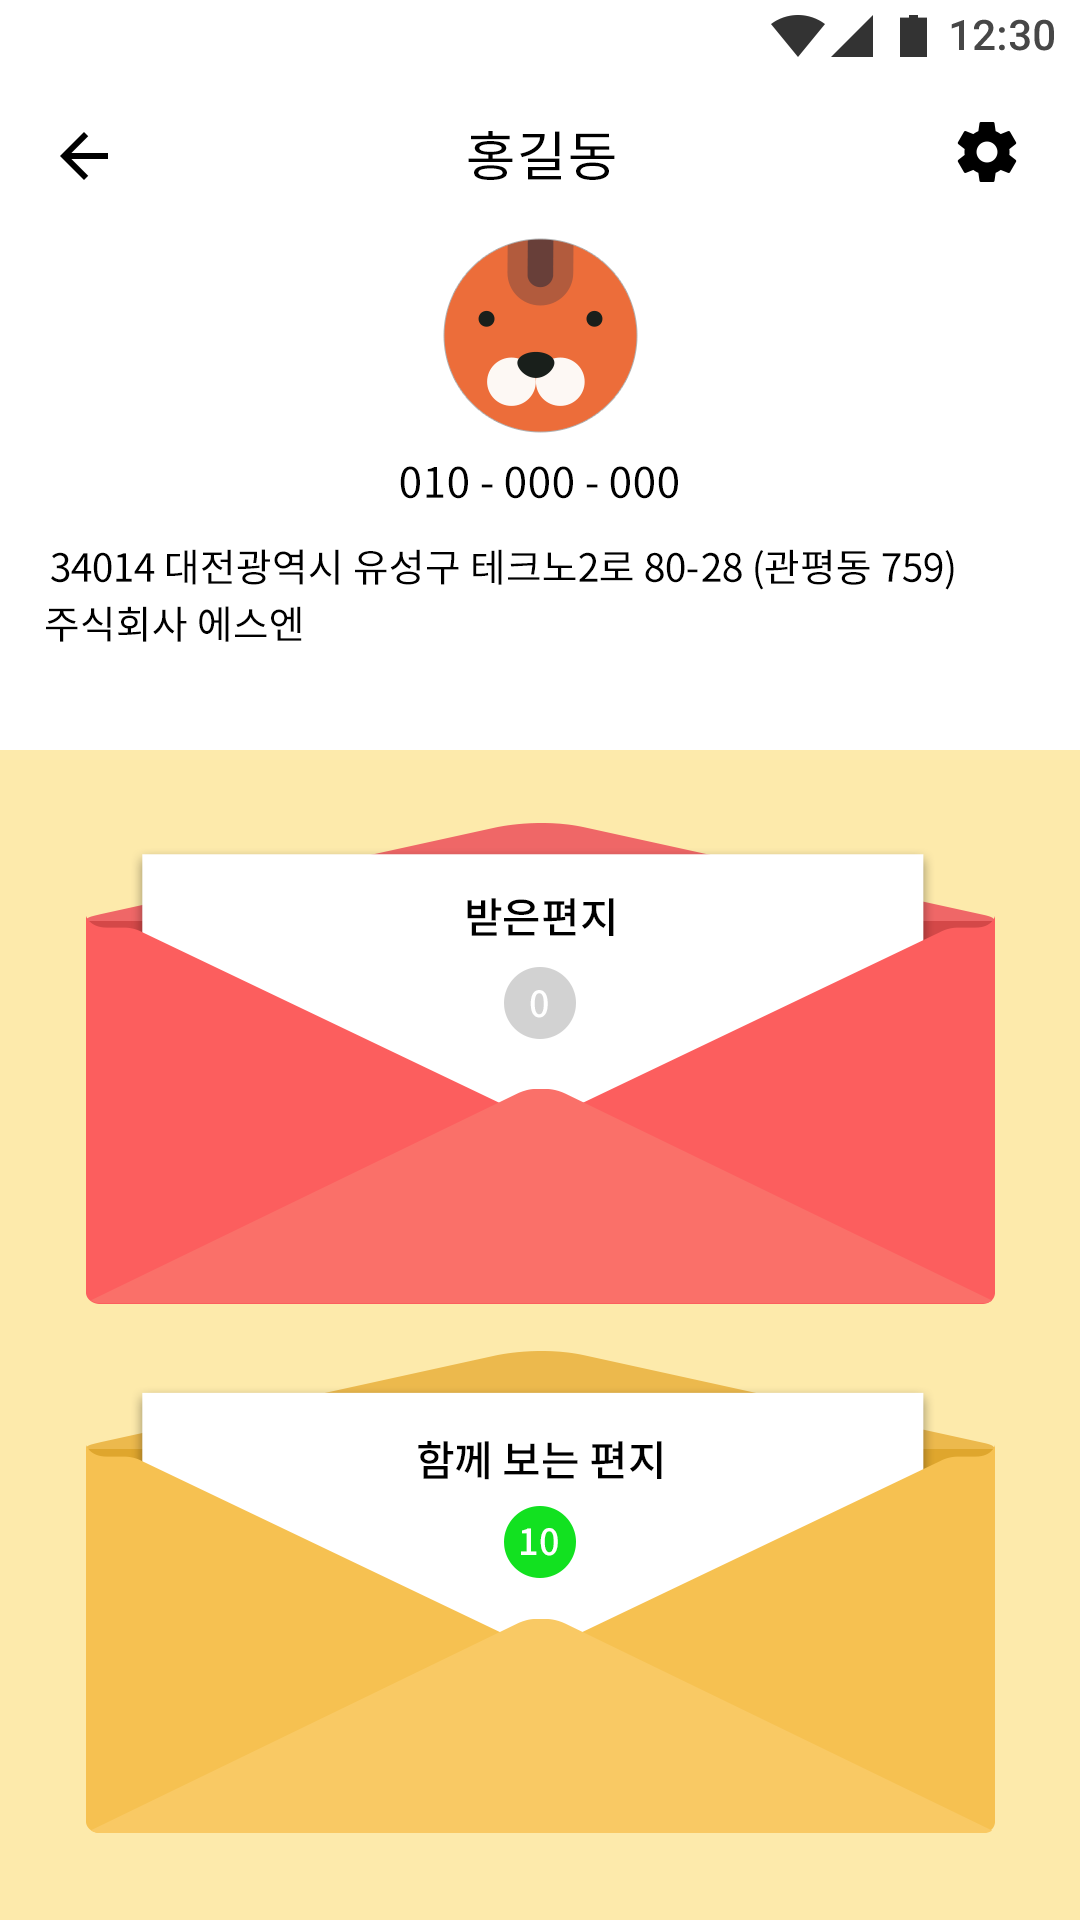 12:30
홍길동
010 - 000 - 000
34014 대전광역시 유성구 테크노2로 80-28 (관평동 759)
주식회사 에스엔
받은편지
0
함께 보는 편지
10